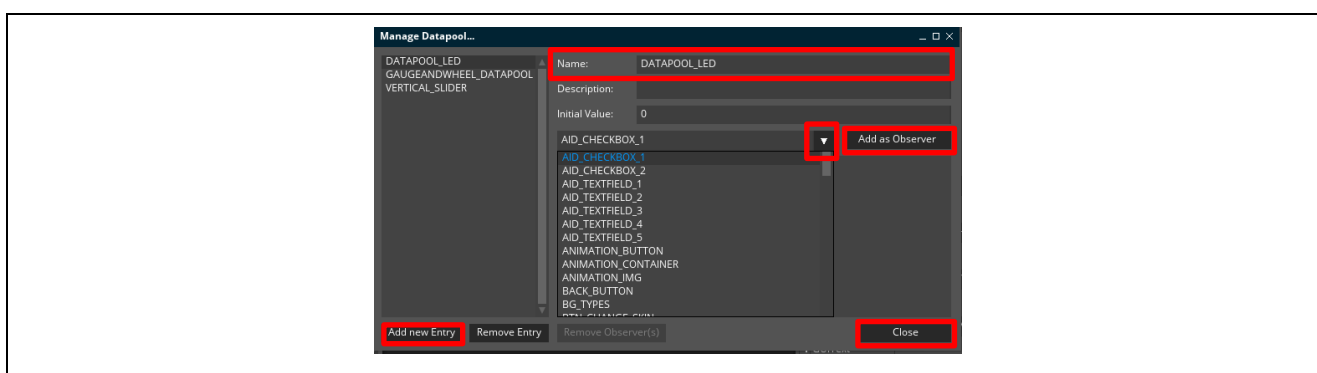 Manage Datapool...
DATAPOOL_LED
GAUGEANDWHEEL_DATAPOOL
VERTICAL_SLIDER
Name: DATAPOOL_LED
Description:
Initial Value: 0
AID_CHECKBOX_1
Add as Observer
AID_CHECKBOX_1
AID_CHECKBOX_2
AID_TEXTFIELD_1
AID_TEXTFIELD_2
AID_TEXTFIELD_3
AID_TEXTFIELD_4
AID_TEXTFIELD_5
ANIMATION_BUTTON
ANIMATION_CONTAINER
ANIMATION_IMG
BACK_BUTTON
BG_TYPES
Add new Entry Remove Entry Remove Observer(s) Close